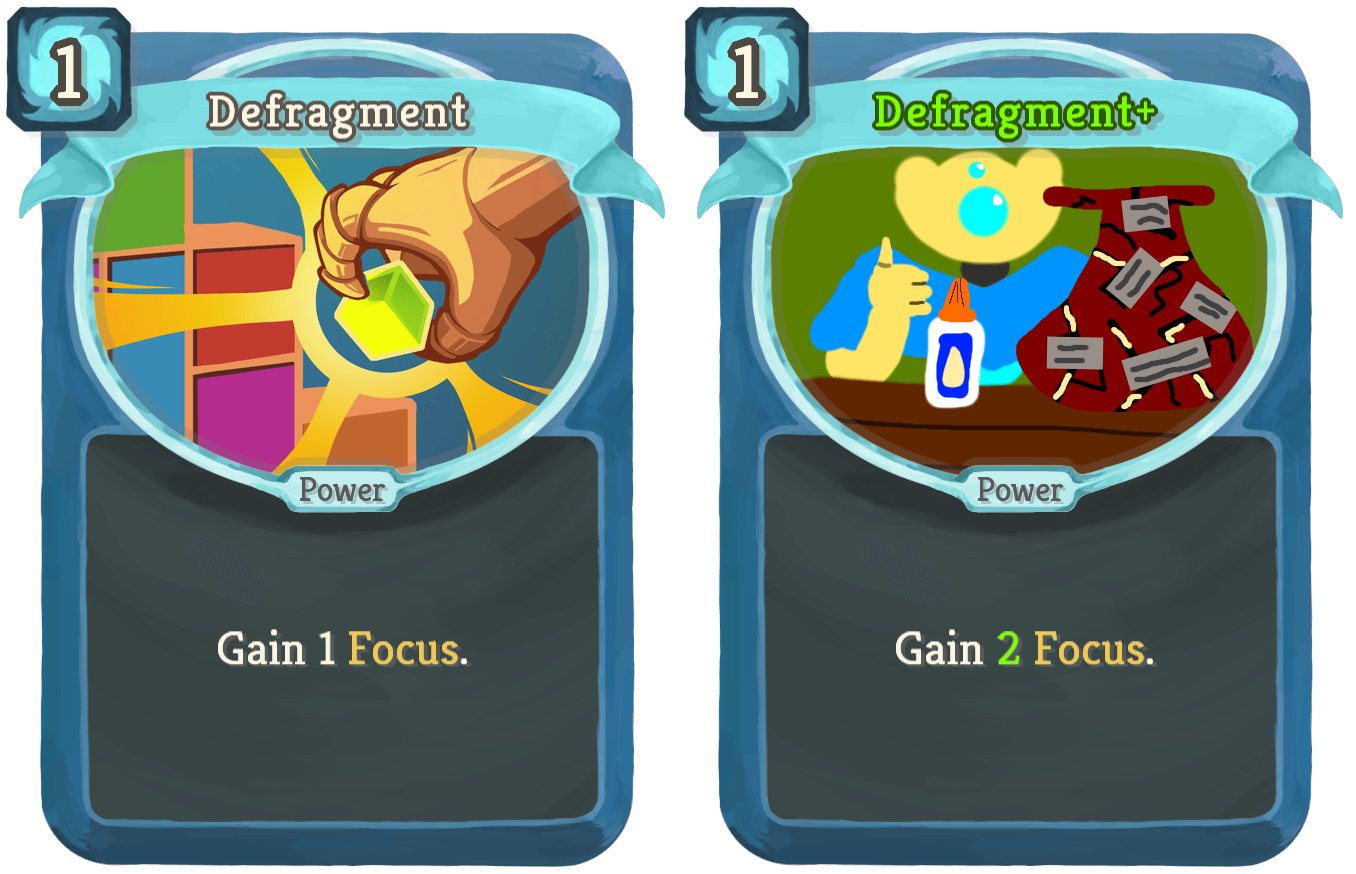 1
Defragment
Power
Gain 1 Focus.
1
Defragment+
Power
Gain 2 Focus.